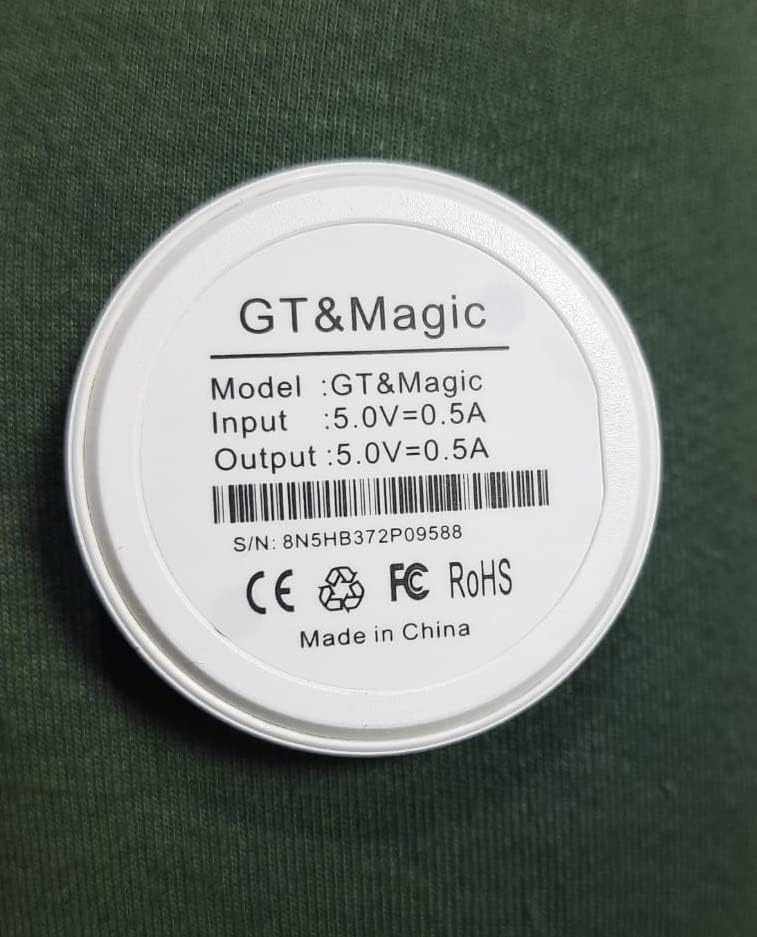 GT&Magic
Model :GT&Magic
Input :5.0V=0.5A
Output :5.0V=0.5A
S/N: 8N5HB372P09588
CE FC RoHS
Made in China